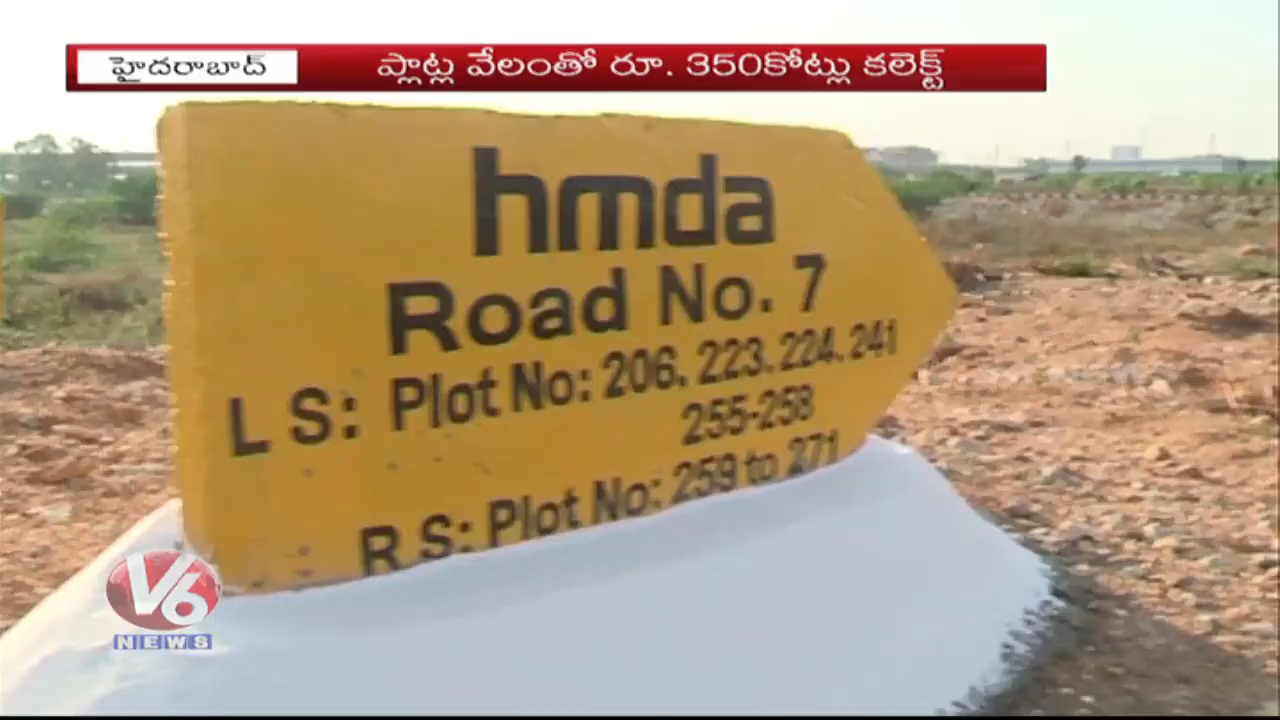 హైదరాబాద్
ప్లాట్ల వేలంతో రూ. 350కోట్లు కలెక్ట్
hmda
Road No. 7
L S: Plot No: 206. 223. 224. 241
255-258
R S: Plot No: 259 to 271
V6
NEWS